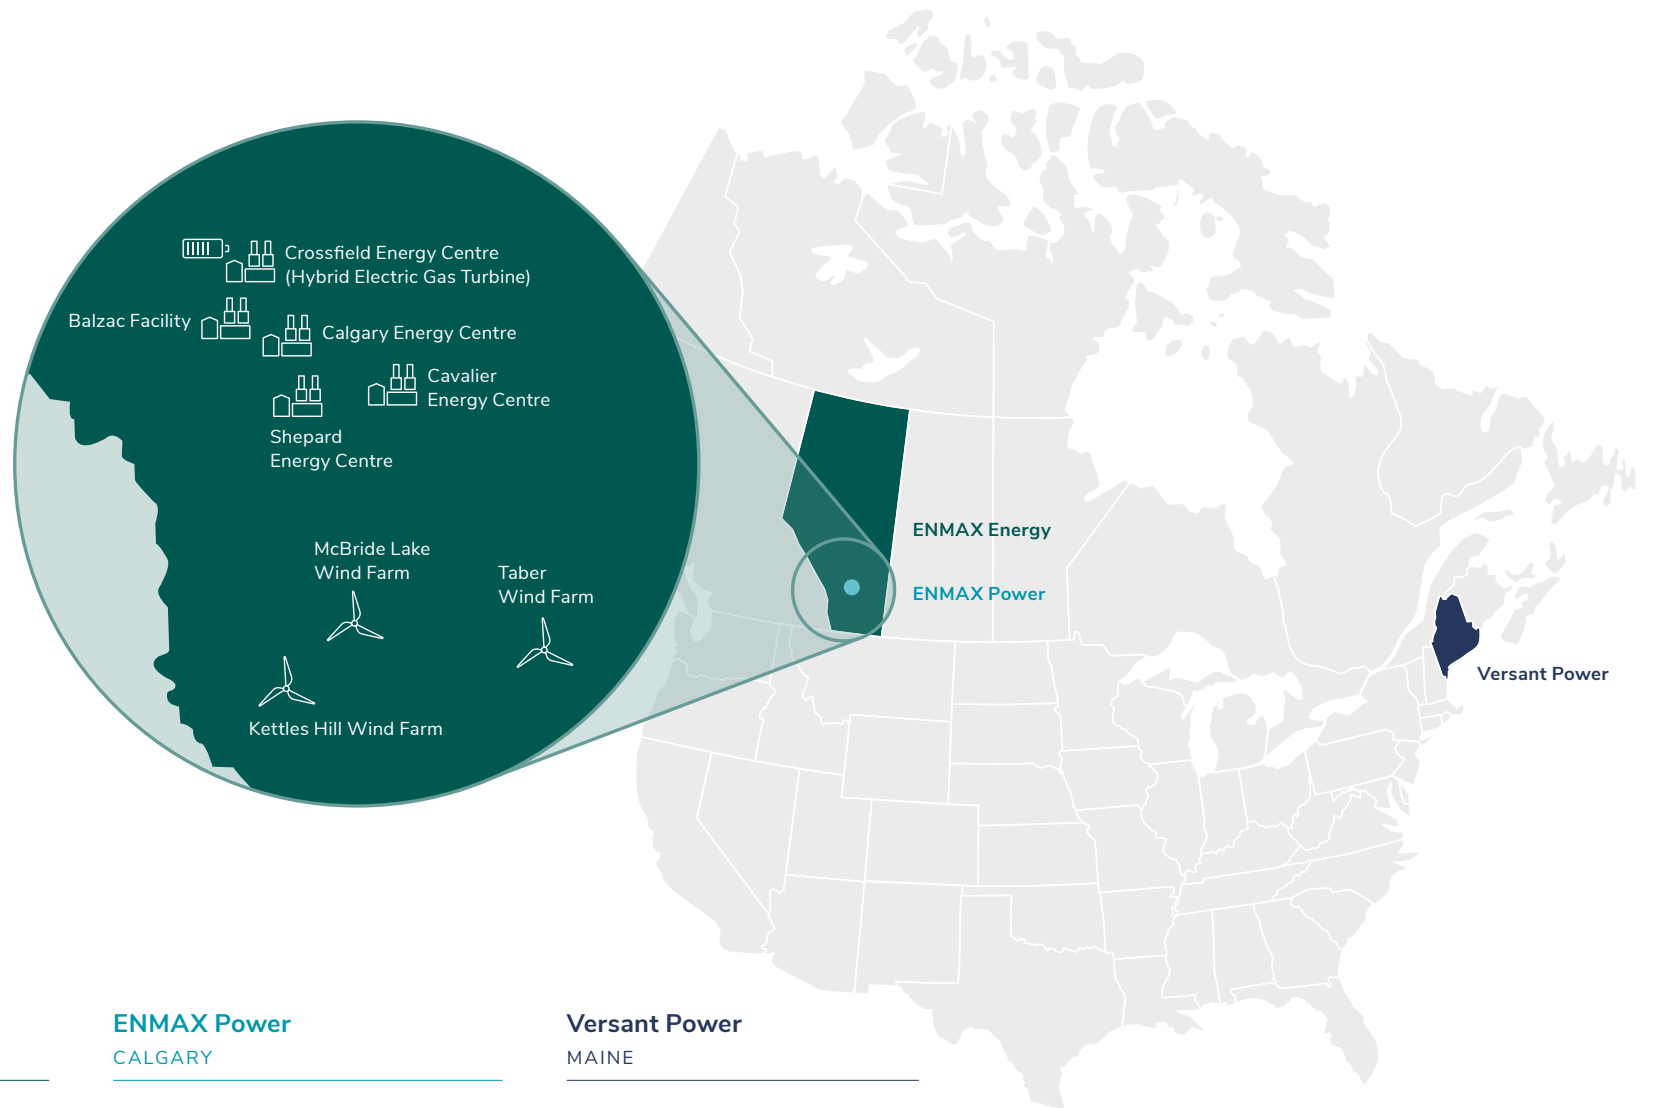 Crossfield Energy Centre
(Hybrid Electric Gas Turbine)
Balzac Facility
Calgary Energy Centre
Cavalier
Energy Centre
Shepard
Energy Centre
McBride Lake
Wind Farm
Taber
Wind Farm
Kettles Hill Wind Farm
ENMAX Energy
ENMAX Power
Versant Power
ENMAX Power
CALGARY
Versant Power
MAINE